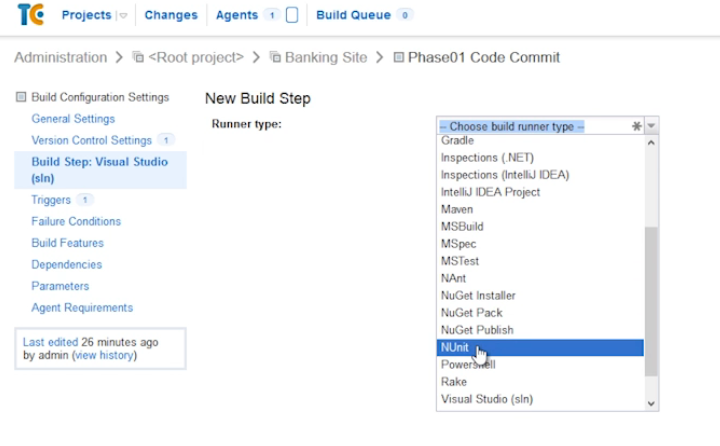 TC Projects Changes Agents 1 Build Queue 0
Administration > <Root project> > Banking Site > Phase01 Code Commit
Build Configuration Settings
General Settings
Version Control Settings 1
Build Step: Visual Studio
(sln)
Triggers 1
Failure Conditions
Build Features
Dependencies
Parameters
Agent Requirements
Last edited 26 minutes ago
by admin (view history)
New Build Step
Runner type:
-- Choose build runner type --
Gradle
Inspections (.NET)
Inspections (IntelliJ IDEA)
IntelliJ IDEA Project
Maven
MSBuild
MSpec
MSTest
NAnt
NuGet Installer
NuGet Pack
NuGet Publish
NUnit
Powershell
Rake
Visual Studio (sln)